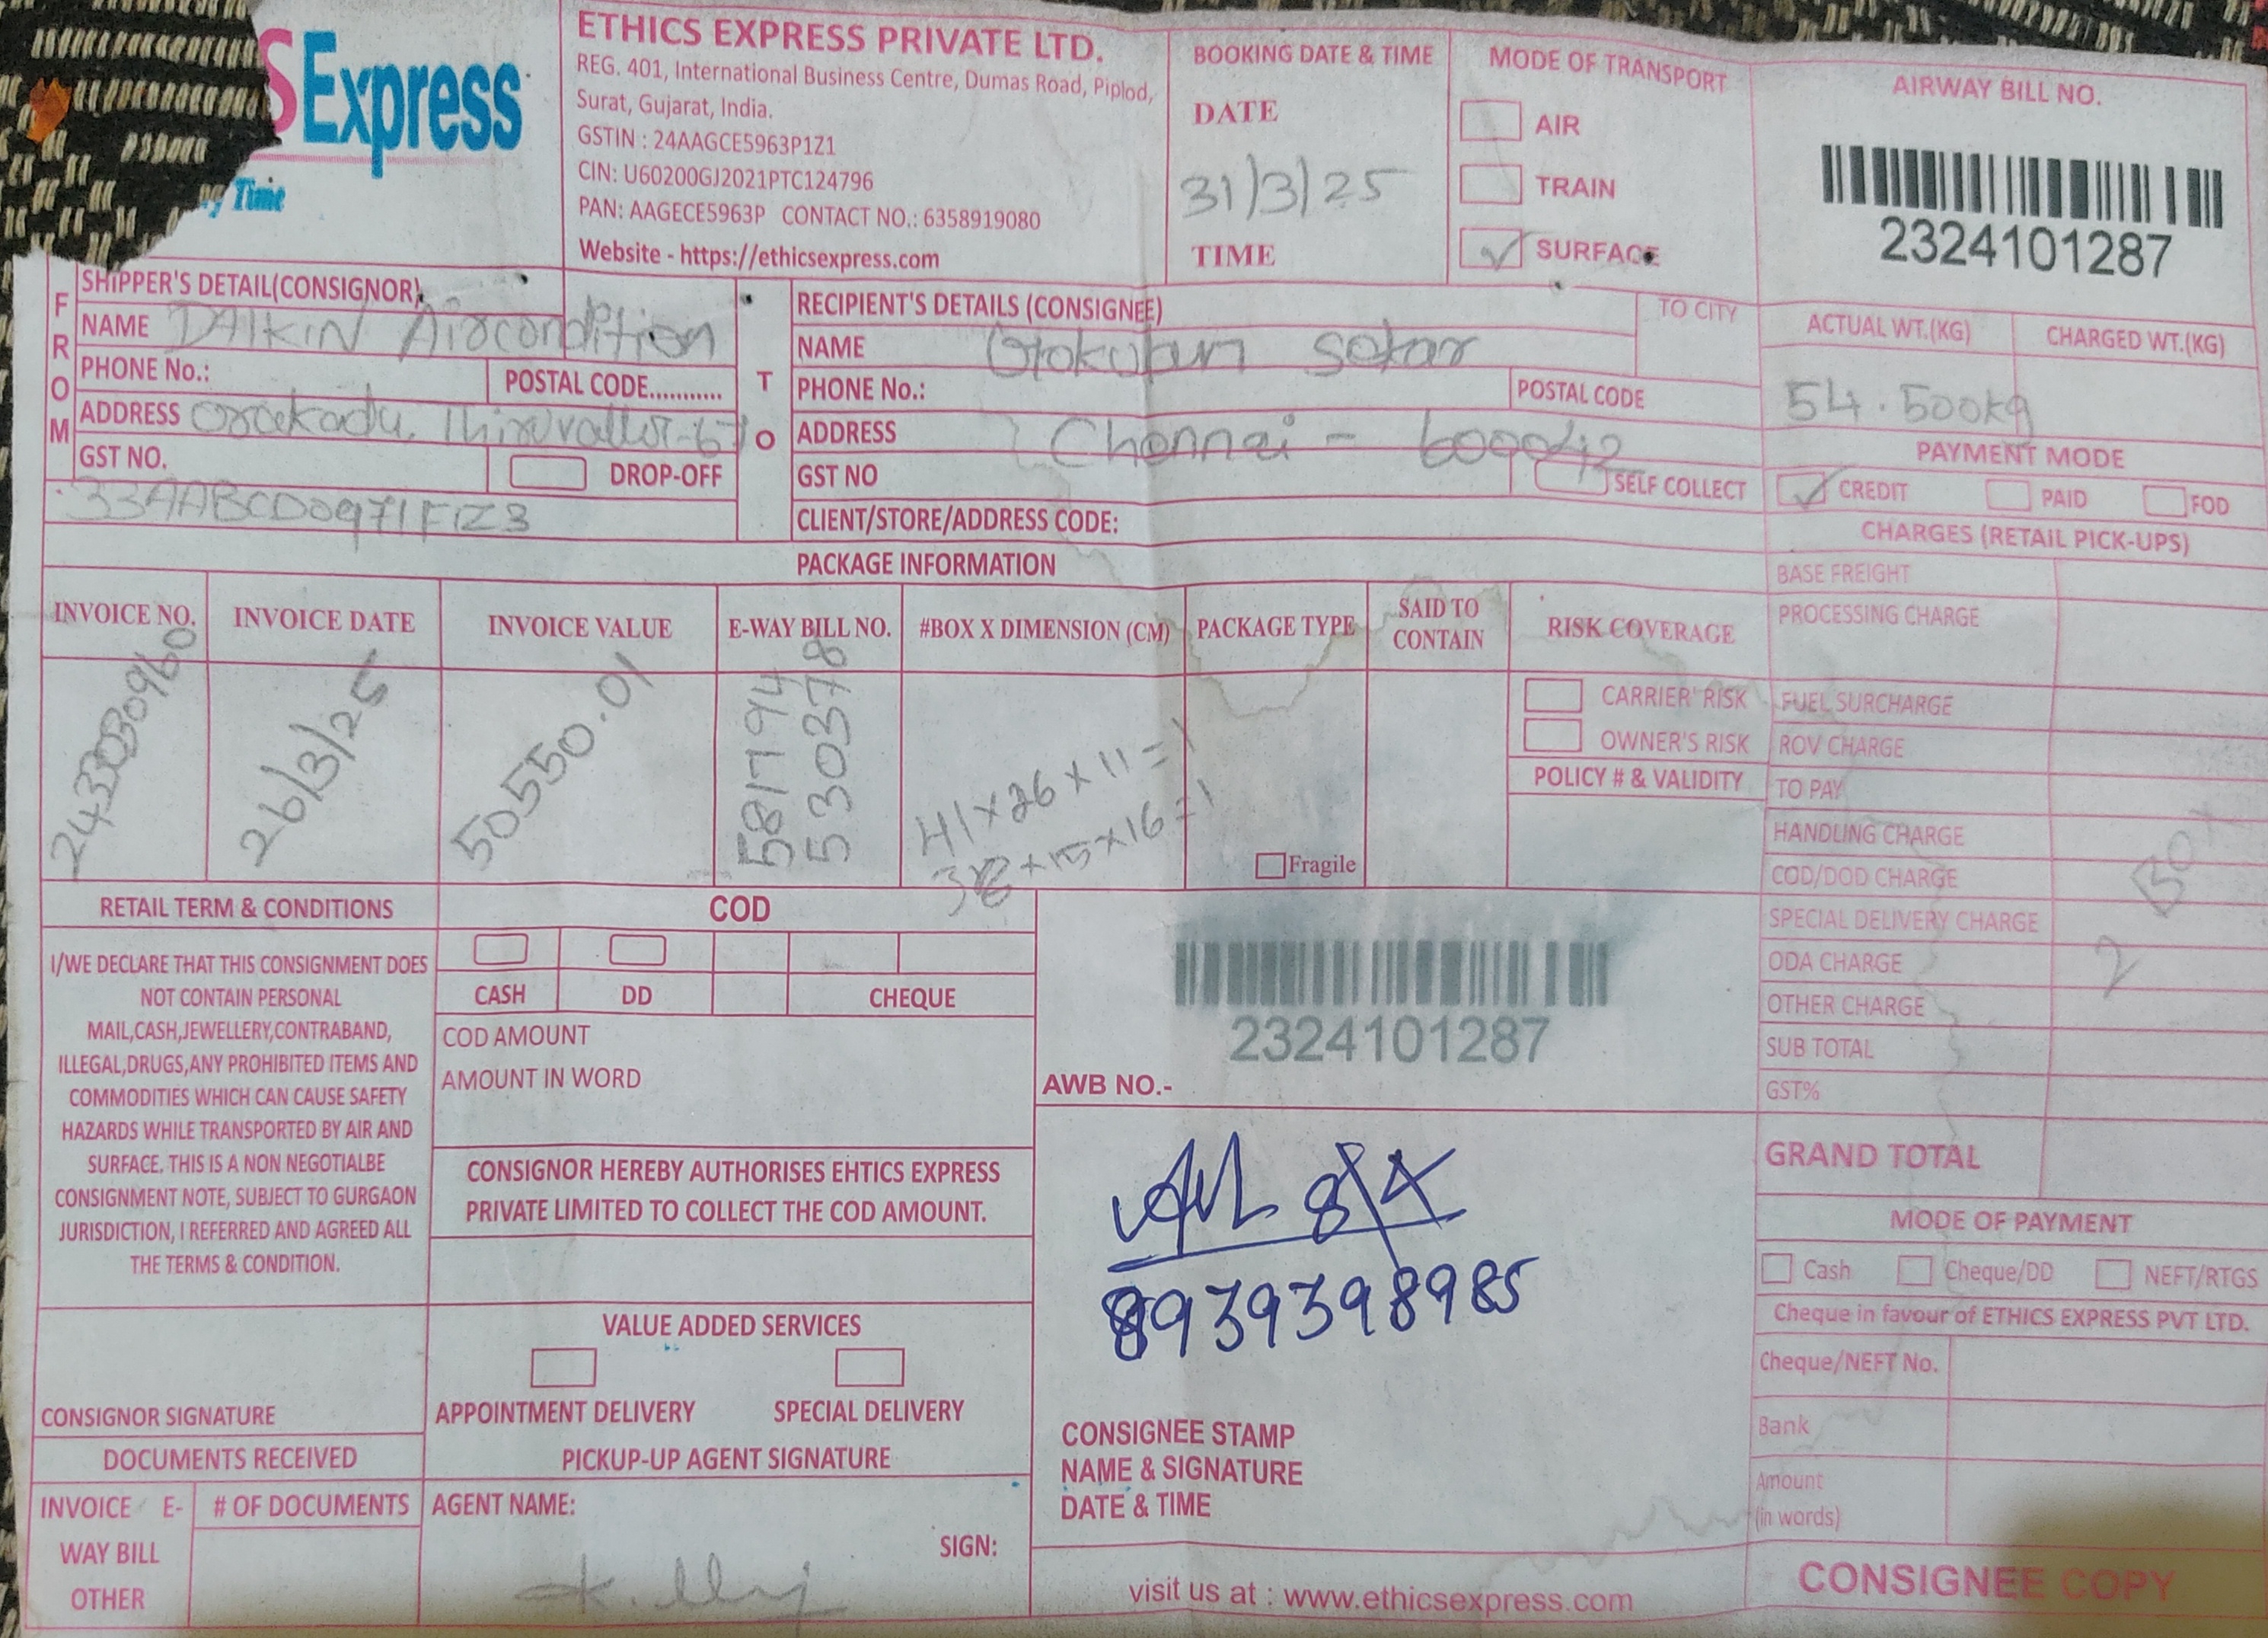 S Express
y Time
ETHICS EXPRESS PRIVATE LTD.
REG. 401, International Business Centre, Dumas Road, Piplod,
Surat, Gujarat, India.
GSTIN : 24AAGCE5963P1Z1
CIN: U60200GJ2021PTC124796
PAN: AAGECE5963P CONTACT NO.: 6358919080
Website - https://ethicsexpress.com
BOOKING DATE & TIME
DATE
31/3/25
TIME
MODE OF TRANSPORT
AIR
TRAIN
SURFACE
AIRWAY BILL NO.
2324101287
FROM
SHIPPER'S DETAIL(CONSIGNOR)
NAME DAIKIN Aircondition
PHONE No.:
POSTAL CODE...........
ADDRESS
GST NO.
DROP-OFF
33AABCD0971F1Z3
TO
RECIPIENT'S DETAILS (CONSIGNEE)
TO CITY
NAME
PHONE No.:
POSTAL CODE
ADDRESS Chennai - 600042
GST NO
SELF COLLECT
CLIENT/STORE/ADDRESS CODE:
ACTUAL WT.(KG)
CHARGED WT.(KG)
54.500kg
PAYMENT MODE
CREDIT
PAID
FOD
CHARGES (RETAIL PICK-UPS)
BASE FREIGHT
PROCESSING CHARGE
FUEL SURCHARGE
ROV CHARGE
TO PAY
HANDLING CHARGE
COD/DOD CHARGE
SPECIAL DELIVERY CHARGE
ODA CHARGE
OTHER CHARGE
SUB TOTAL
GST%
GRAND TOTAL
2 Box
PACKAGE INFORMATION
INVOICE NO.
INVOICE DATE
INVOICE VALUE
E-WAY BILL NO.
#BOX X DIMENSION (CM)
PACKAGE TYPE
SAID TO
CONTAIN
RISK COVERAGE
2433030960
26/3/25
50550.01
581794
530378
41×26×11=1
Fragile
CARRIER' RISK
OWNER'S RISK
POLICY # & VALIDITY
RETAIL TERM & CONDITIONS
I/WE DECLARE THAT THIS CONSIGNMENT DOES
NOT CONTAIN PERSONAL
MAIL,CASH,JEWELLERY,CONTRABAND,
ILLEGAL,DRUGS,ANY PROHIBITED ITEMS AND
COMMODITIES WHICH CAN CAUSE SAFETY
HAZARDS WHILE TRANSPORTED BY AIR AND
SURFACE. THIS IS A NON NEGOTIALBE
CONSIGNMENT NOTE, SUBJECT TO GURGAON
JURISDICTION, I REFERRED AND AGREED ALL
THE TERMS & CONDITION.
CONSIGNOR SIGNATURE
DOCUMENTS RECEIVED
INVOICE E-
WAY BILL
OTHER
# OF DOCUMENTS
COD
CASH
DD
CHEQUE
COD AMOUNT
AMOUNT IN WORD
CONSIGNOR HEREBY AUTHORISES EHTICS EXPRESS
PRIVATE LIMITED TO COLLECT THE COD AMOUNT.
VALUE ADDED SERVICES
APPOINTMENT DELIVERY
SPECIAL DELIVERY
PICKUP-UP AGENT SIGNATURE
AGENT NAME:
SIGN:
2324101287
AWB NO.-
8939398985
CONSIGNEE STAMP
NAME & SIGNATURE
DATE & TIME
visit us at : www.ethicsexpress.com
MODE OF PAYMENT
Cash
Cheque/DD
NEFT/RTGS
Cheque in favour of ETHICS EXPRESS PVT LTD.
Cheque/NEFT No.
Bank
Amount
(in words)
CONSIGNEE COPY